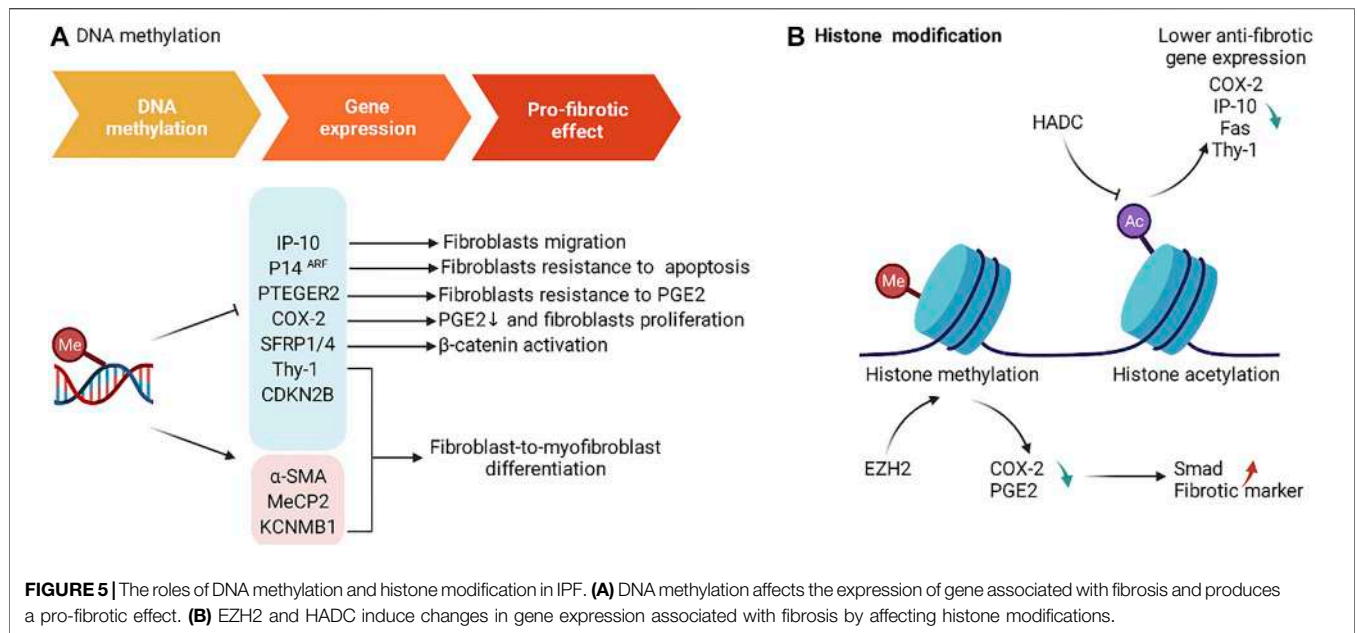 A DNA methylation
DNA
methylation
Gene
expression
Pro-fibrotic
effect
Me
IP-10
P14 ARF
PTEGER2
COX-2
SFRP1/4
Thy-1
CDKN2B
α-SMA
MeCP2
KCNMB1
Fibroblasts migration
Fibroblasts resistance to apoptosis
Fibroblasts resistance to PGE2
PGE2↓ and fibroblasts proliferation
β-catenin activation
Fibroblast-to-myofibroblast
differentiation
B Histone modification
Lower anti-fibrotic
gene expression
COX-2
IP-10
Fas
Thy-1
HADC
Ac
Me
Histone methylation
Histone acetylation
EZH2
COX-2
PGE2
Smad
Fibrotic marker
FIGURE 5 | The roles of DNA methylation and histone modification in IPF. (A) DNA methylation affects the expression of gene associated with fibrosis and produces
a pro-fibrotic effect. (B) EZH2 and HADC induce changes in gene expression associated with fibrosis by affecting histone modifications.